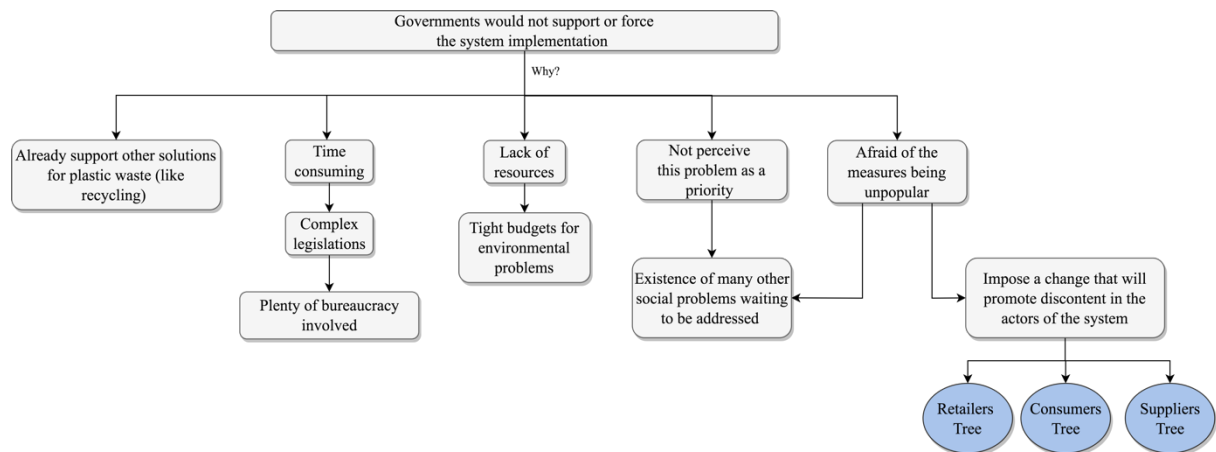 Governments would not support or force
the system implementation
Why?
Already support other solutions
for plastic waste (like
recycling)
Time
consuming
Lack of
resources
Not perceive
this problem as a
priority
Afraid of the
measures being
unpopular
Complex
legislations
Tight budgets for
environmental
problems
Plenty of bureaucracy
involved
Existence of many other
social problems waiting
to be addressed
Impose a change that will
promote discontent in the
actors of the system
Retailers
Tree
Consumers
Tree
Suppliers
Tree